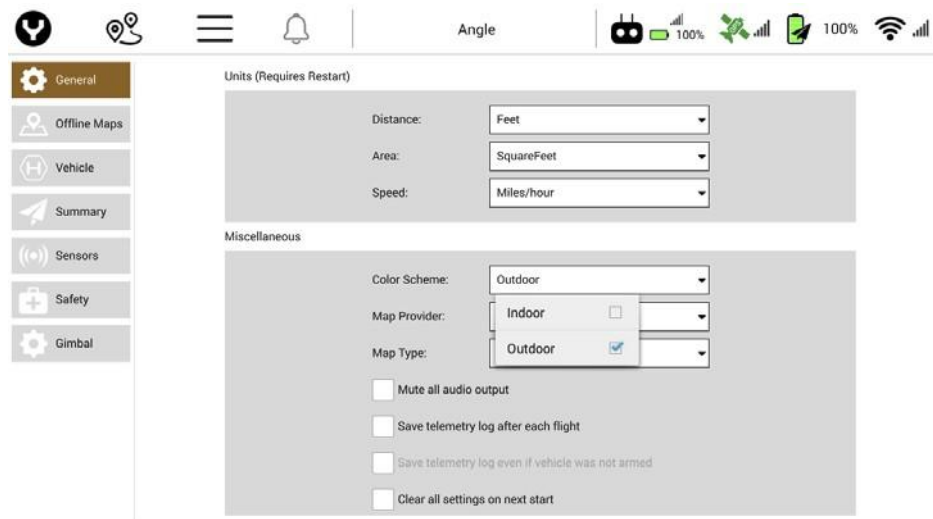 Angle
100%
100%
General
Offline Maps
Vehicle
Summary
Sensors
Safety
Gimbal
Units (Requires Restart)
Distance: Feet
Area: SquareFeet
Speed: Miles/hour
Miscellaneous
Color Scheme: Outdoor
Indoor
Map Provider:
Outdoor
Map Type:
Mute all audio output
Save telemetry log after each flight
Save telemetry log even if vehicle was not armed
Clear all settings on next start